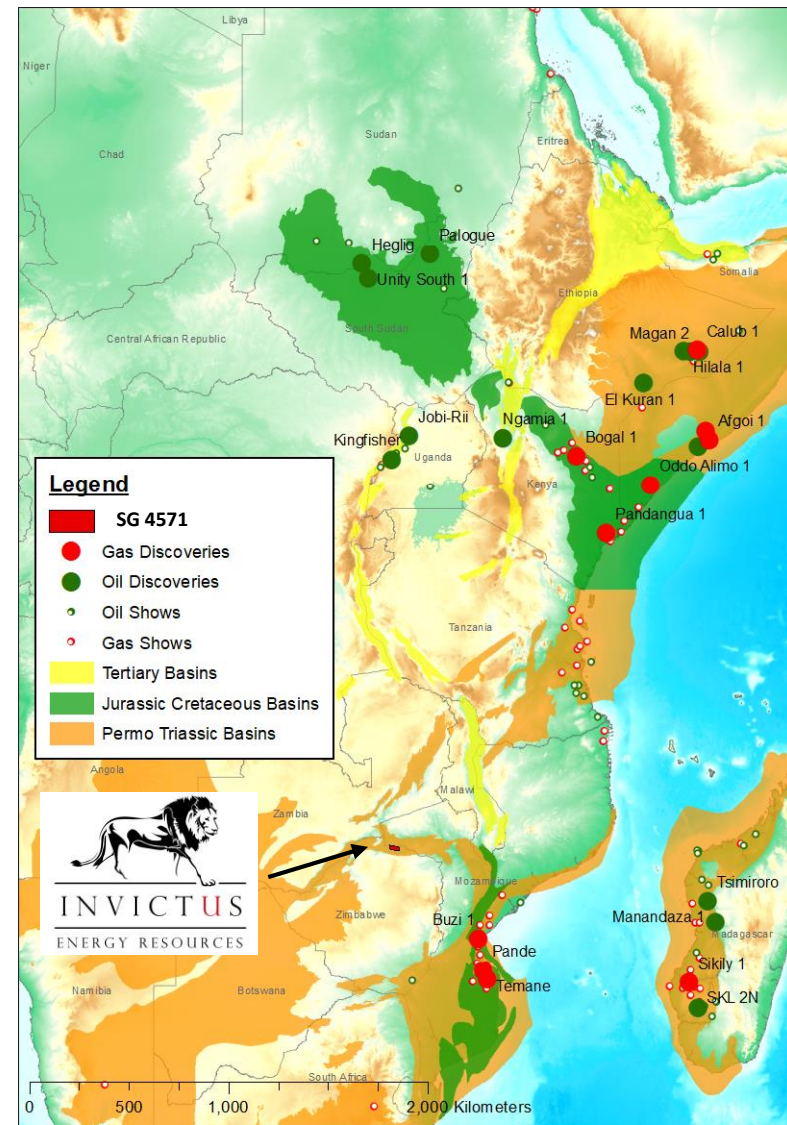 Libya
Niger
Chad
Sudan
Eritrea
Heglig
Palogue
Unity South 1
South Sudan
Ethiopia
Somalia
Central African Republic
Magan 2
Calub 1
Hilala 1
El Kuran 1
Jobi-Rii
Ngamia 1
Afgoi 1
Kingfisher
Bogal 1
Uganda
Oddo Alimo 1
Kenya
Pandangua 1
Legend
SG 4571
Gas Discoveries
Oil Discoveries
Oil Shows
Gas Shows
Tertiary Basins
Jurassic Cretaceous Basins
Permo Triassic Basins
Tanzania
Angola
Malawi
Zambia
INVICTUS
ENERGY RESOURCES
Mozambique
Zimbabwe
Buzi 1
Pande
Temane
Tsimiroro
Manandaza 1
Madagascar
Sikily 1
SKL 2N
Namibia
Botswana
South Africa
0 500 1,000 2,000 Kilometers